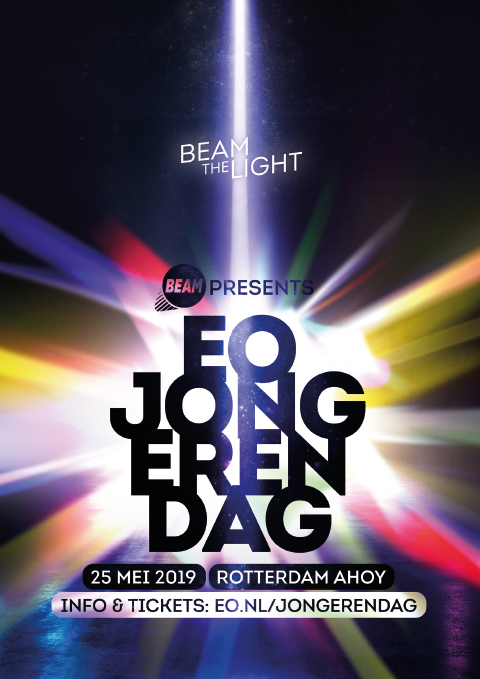 BEAM
THE LIGHT
BEAM PRESENTS
EO
JONG
EREN
DAG
25 MEI 2019 ROTTERDAM AHOY
INFO & TICKETS: EO.NL/JONGERENDAG